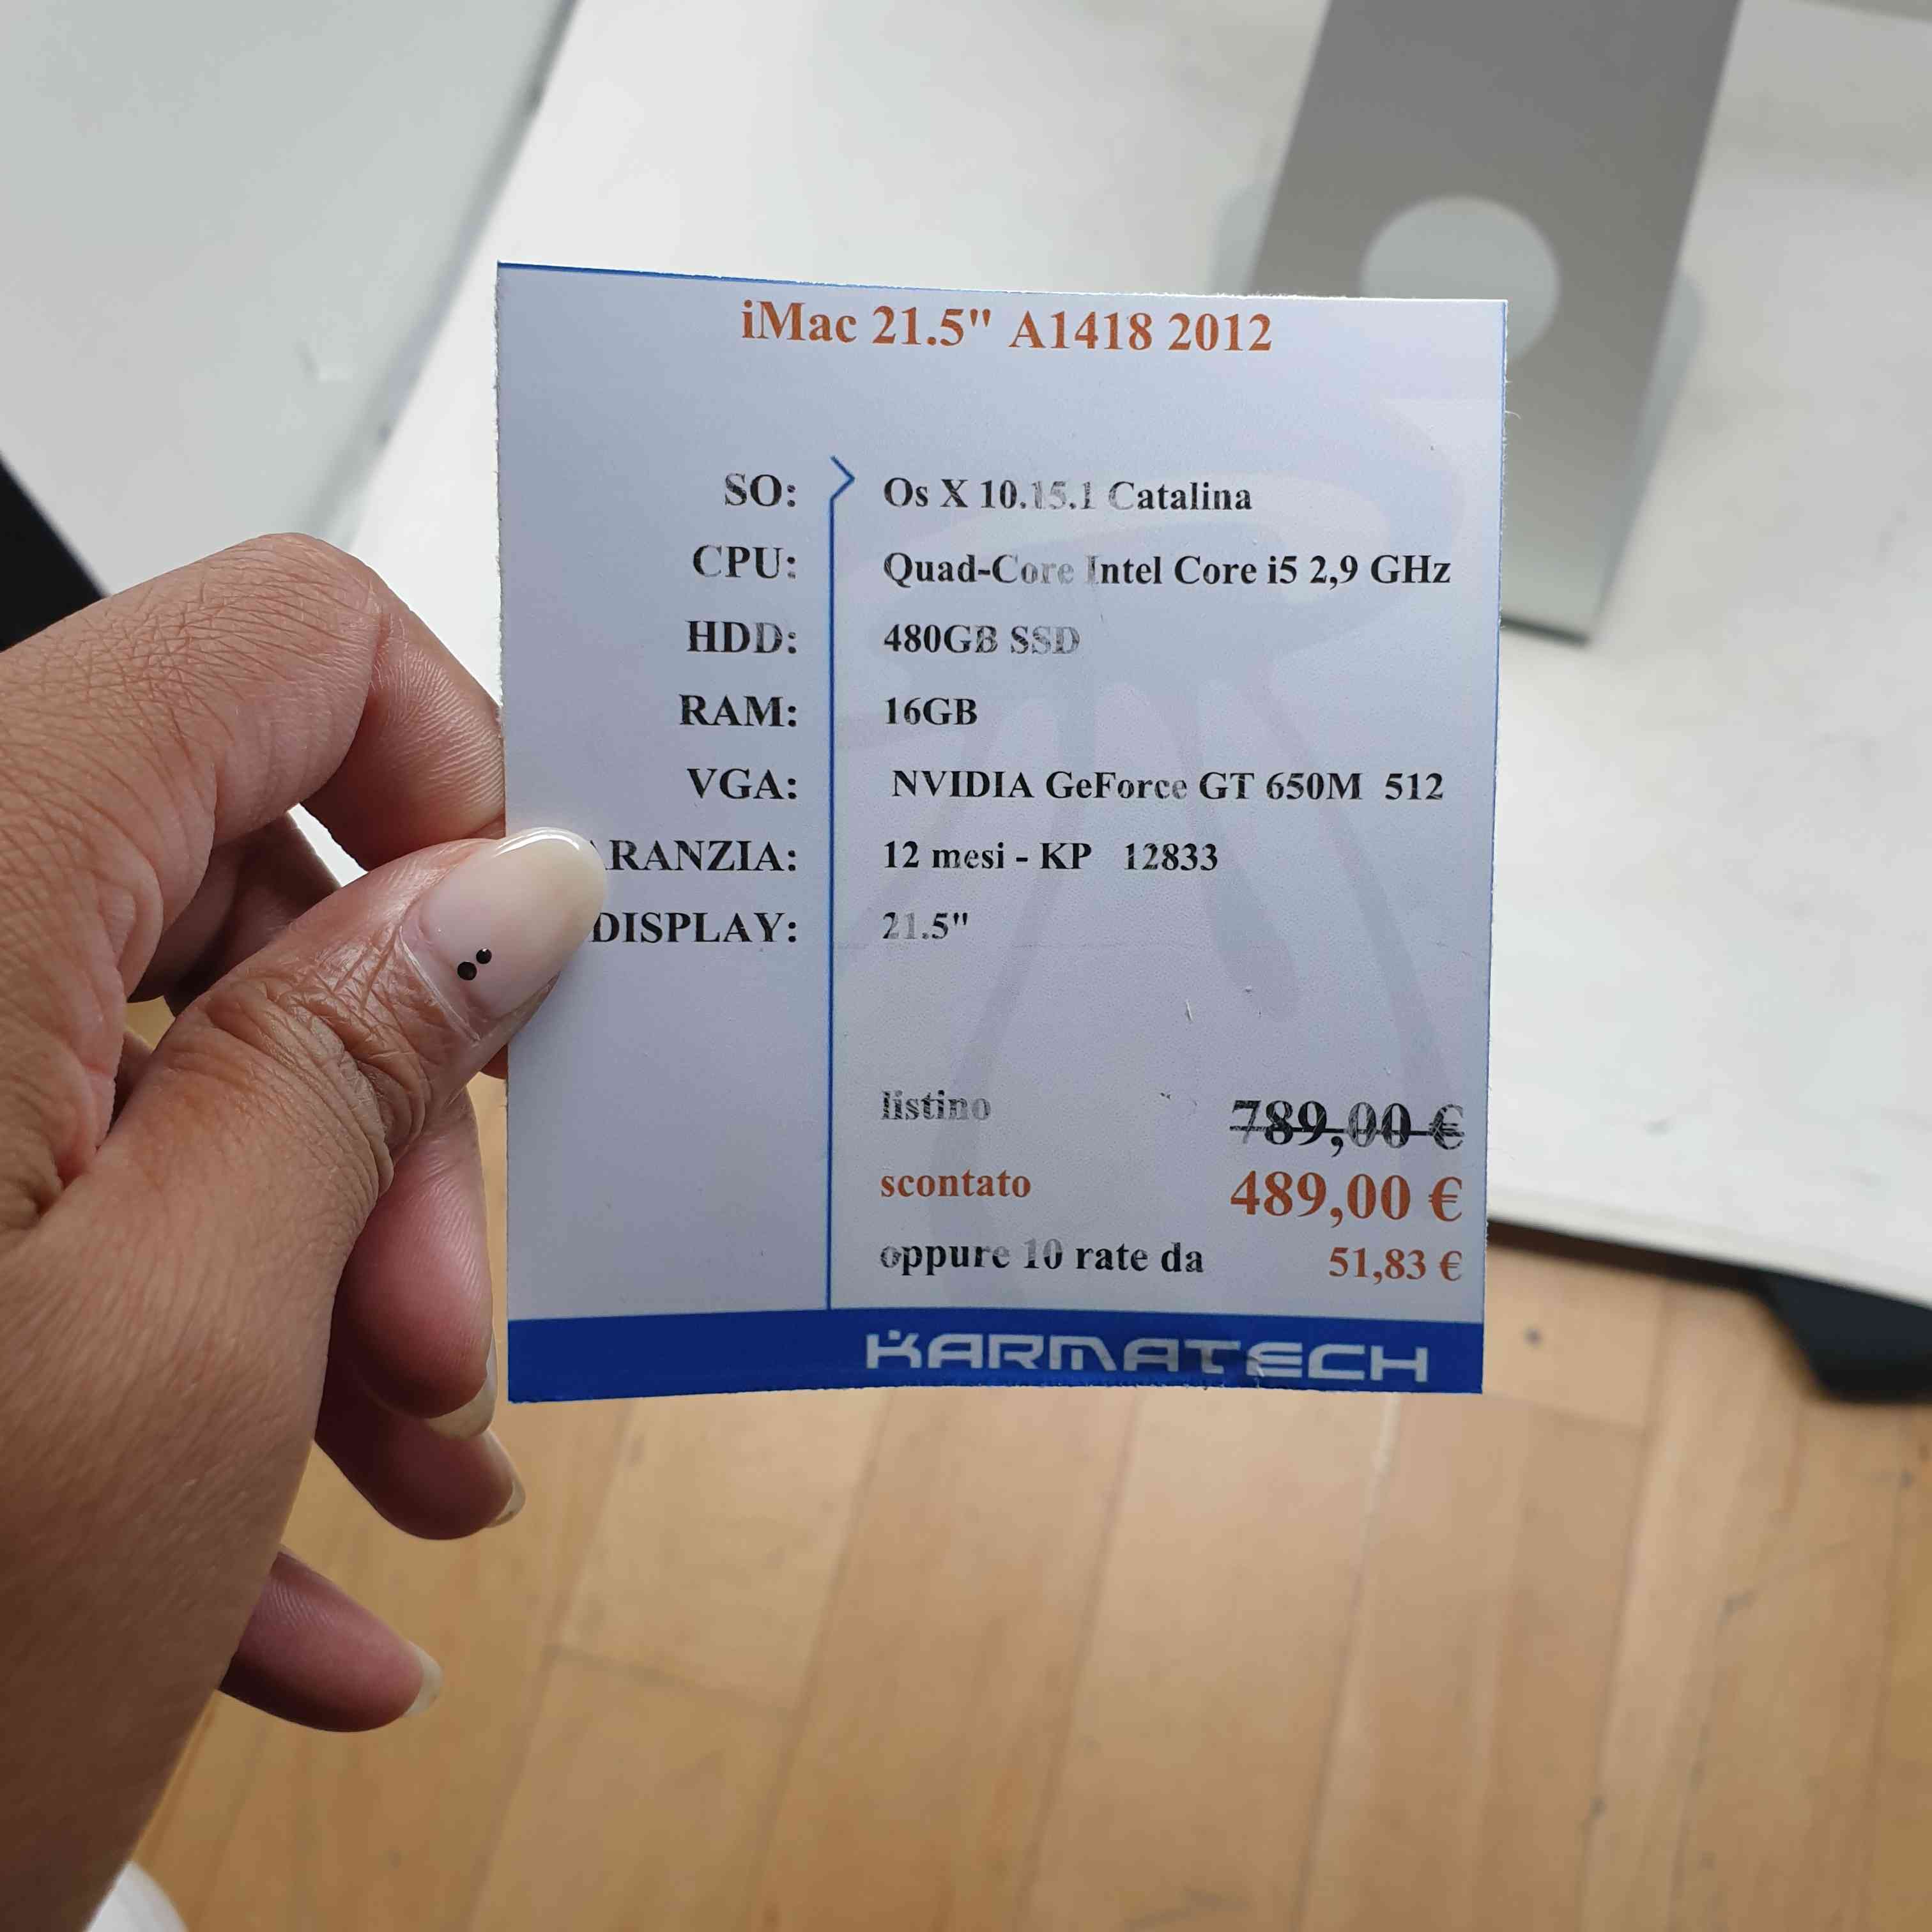 iMac 21.5" A1418 2012
SO: Os X 10.15.1 Catalina
CPU: Quad-Core Intel Core i5 2,9 GHz
HDD: 480GB SSD
RAM: 16GB
VGA: NVIDIA GeForce GT 650M 512
ARANZIA: 12 mesi - KP 12833
DISPLAY: 21.5"
listino 789,00 €
scontato 489,00 €
oppure 10 rate da 51,83 €
KARMATECH